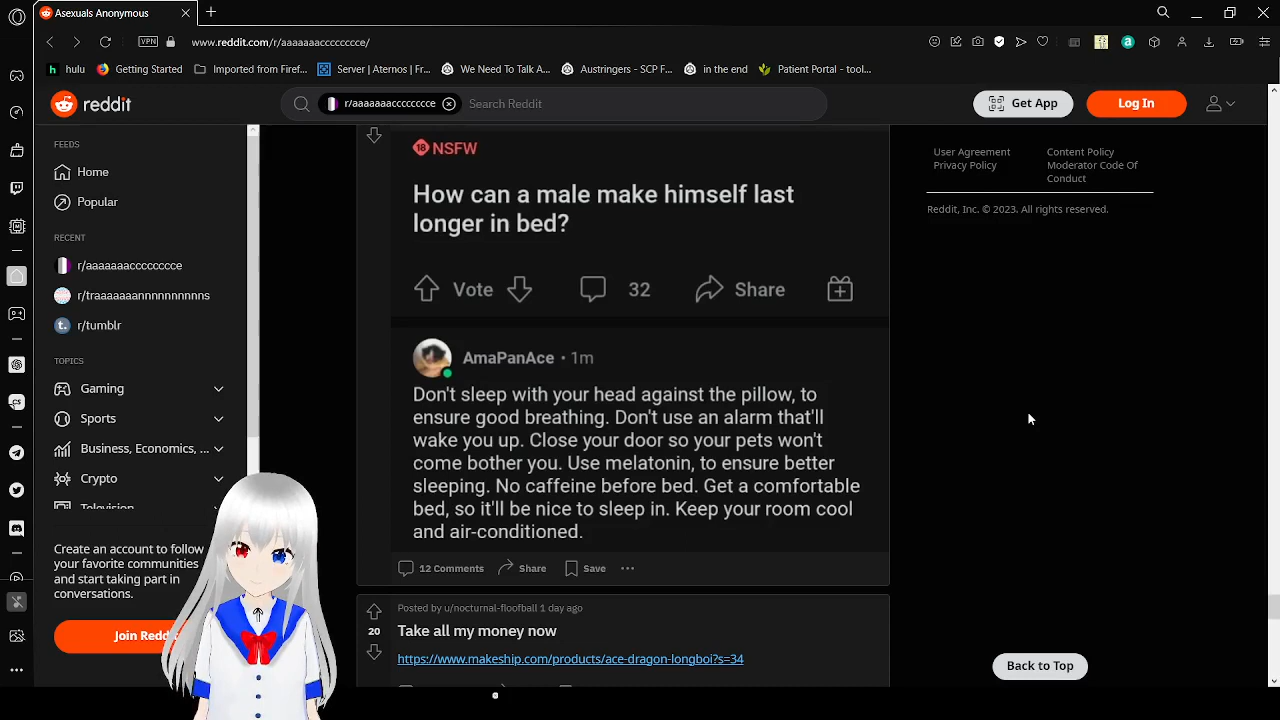 Asexuals Anonymous
VPN
www.reddit.com/r/aaaaaaacccccccce/
hulu
Getting Started
Imported from Firef...
Server | Aternos | Fr...
We Need To Talk A...
Austringers - SCP F...
in the end
Patient Portal - tool...
reddit
r/aaaaaaacccccccce
Search Reddit
Get App
Log In
FEEDS
Home
Popular
RECENT
r/aaaaaaacccccccce
r/traaaaaaannnnnnnnnns
r/tumblr
TOPICS
Gaming
Sports
Business, Economics, ...
Crypto
Television
Create an account to follow
your favorite communities
and start taking part in
conversations.
Join Reddi
18 NSFW
How can a male make himself last
longer in bed?
Vote
32
Share
AmaPanAce • 1m
Don't sleep with your head against the pillow, to
ensure good breathing. Don't use an alarm that'll
wake you up. Close your door so your pets won't
come bother you. Use melatonin, to ensure better
sleeping. No caffeine before bed. Get a comfortable
bed, so it'll be nice to sleep in. Keep your room cool
and air-conditioned.
12 Comments
Share
Save
Posted by u/nocturnal-floofball 1 day ago
20
Take all my money now
https://www.makeship.com/products/ace-dragon-longboi?s=34
User Agreement
Privacy Policy
Content Policy
Moderator Code Of
Conduct
Reddit, Inc. © 2023. All rights reserved.
Back to Top